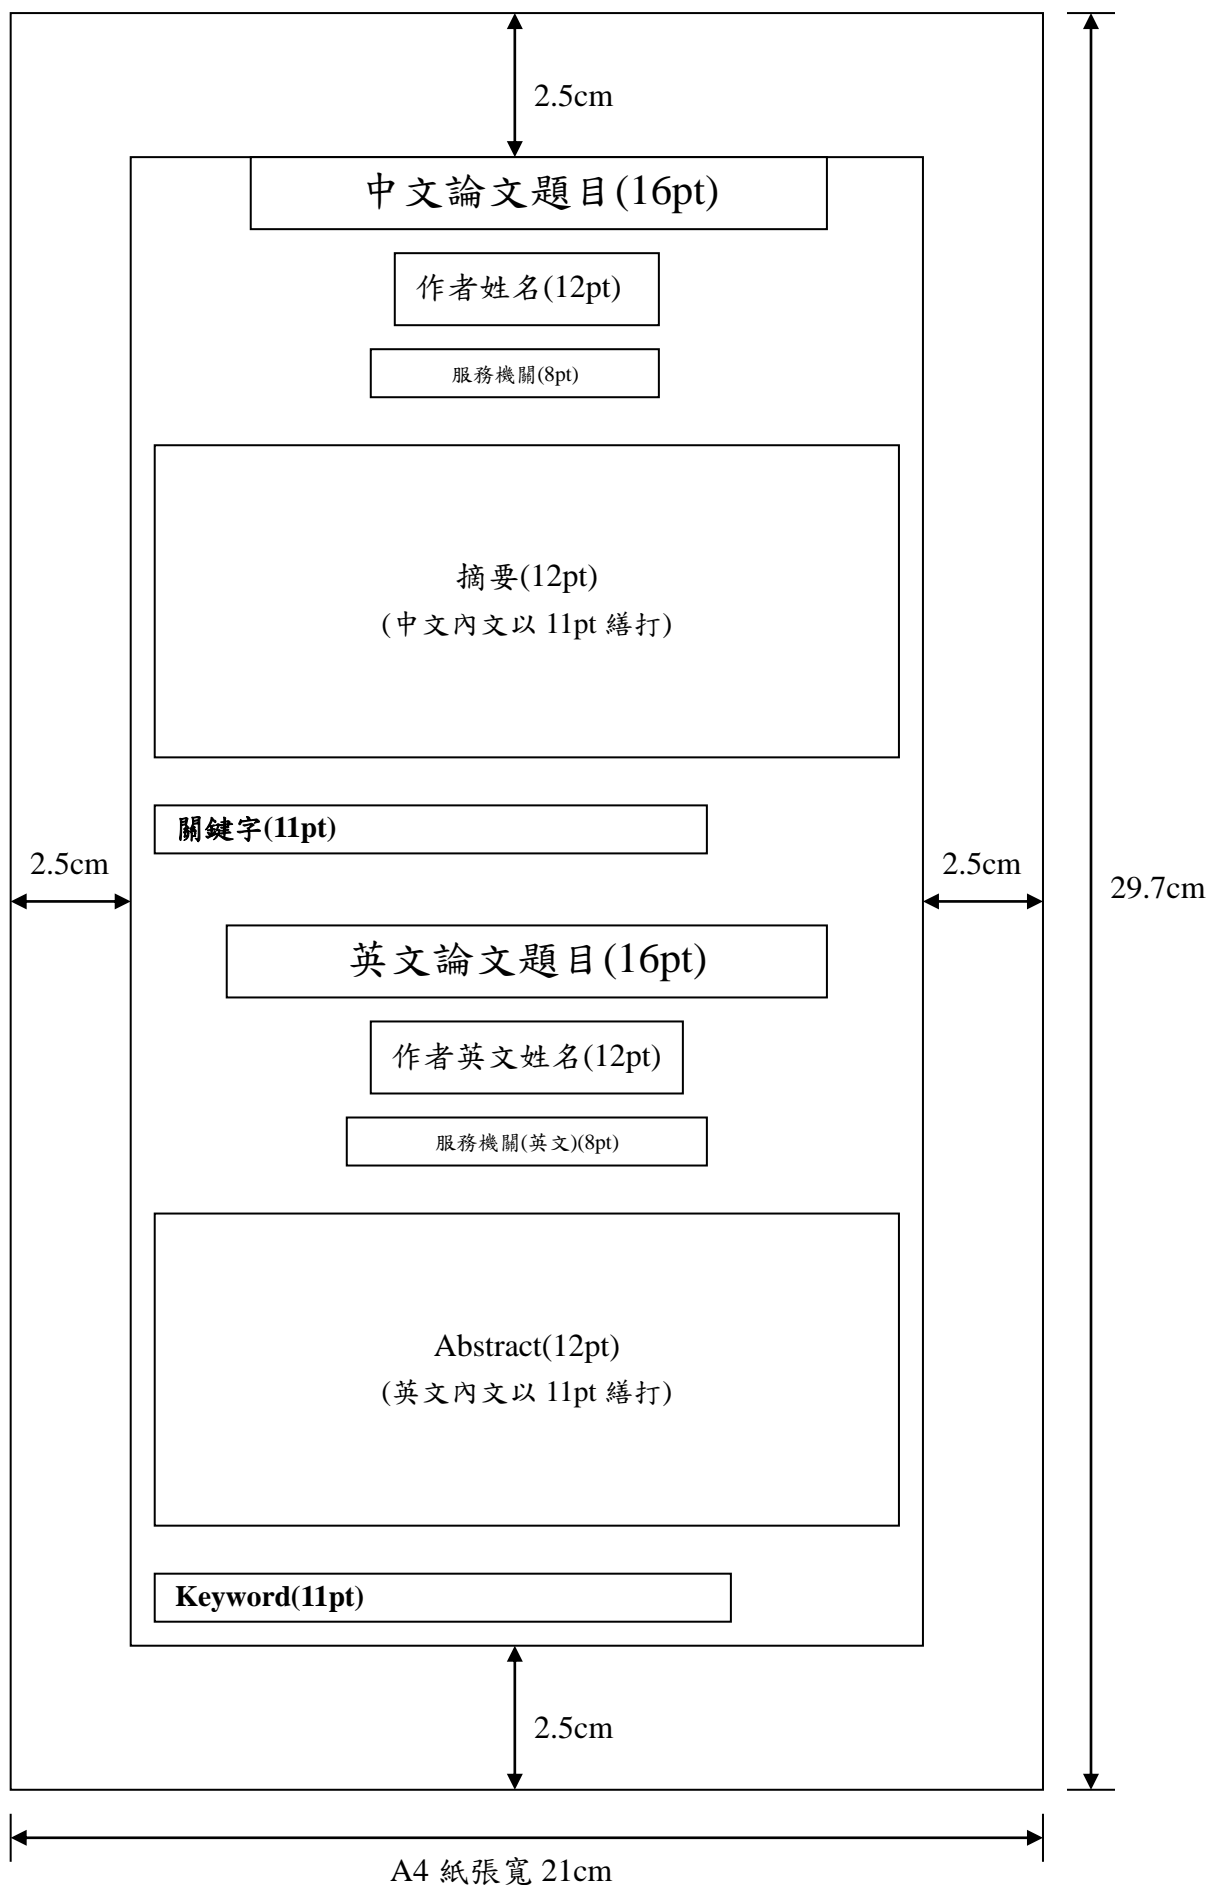 2.5cm
中文論文題目(16pt)
作者姓名(12pt)
服務機關(8pt)
摘要(12pt)
(中文內文以 11pt 繕打)
關鍵字(11pt)
2.5cm
2.5cm
29.7cm
英文論文題目(16pt)
作者英文姓名(12pt)
服務機關(英文)(8pt)
Abstract(12pt)
(英文內文以 11pt 繕打)
Keyword(11pt)
2.5cm
A4 紙張寬 21cm